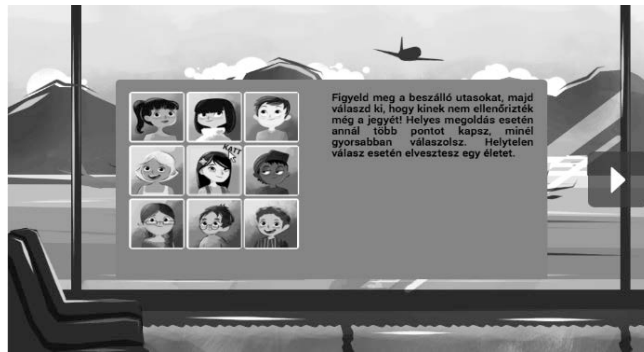 Figyeld meg a beszálló utasokat, majd
válaszd ki, hogy kinek nem ellenőrizték
még a jegyét! Helyes megoldás esetén
annál több pontot kapsz, minél
gyorsabban válaszolsz. Helytelen
válasz esetén elvesztesz egy életet.